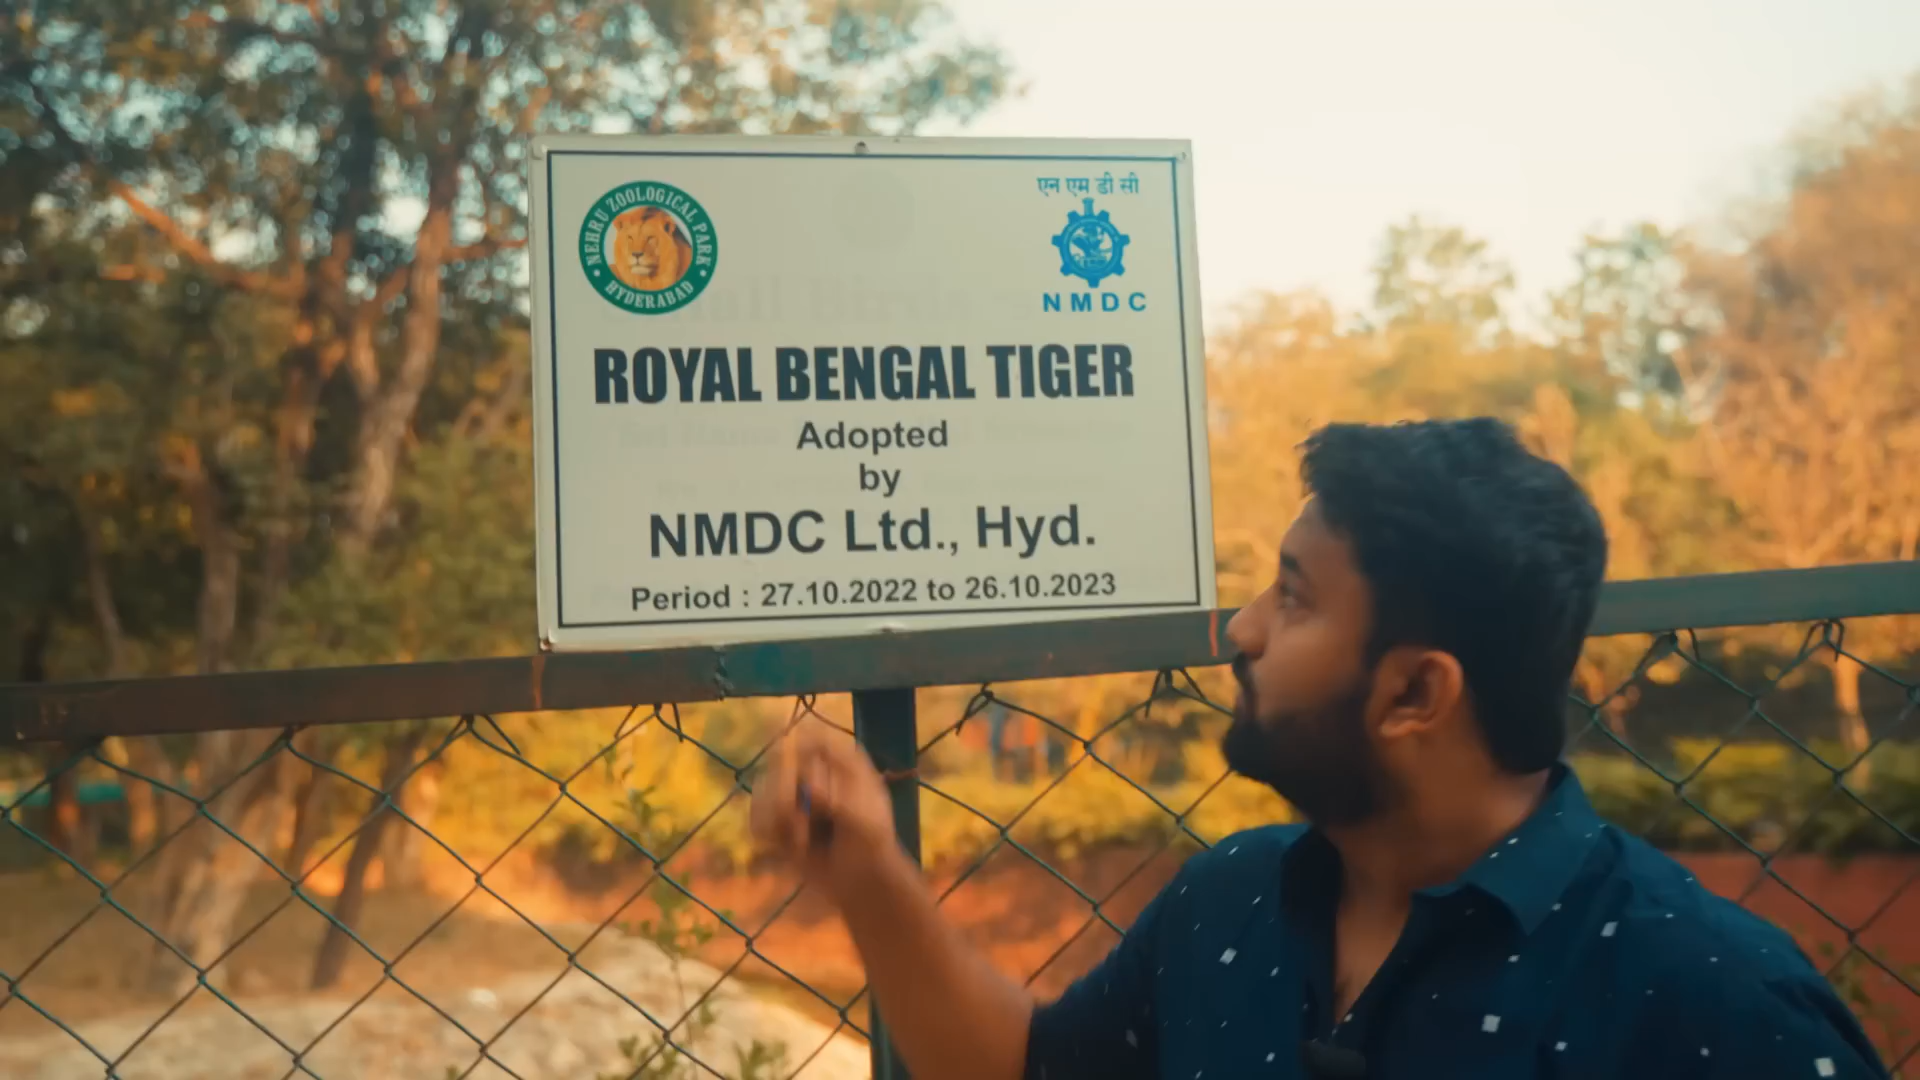 NEHRU ZOOLOGICAL PARK
HYDERABAD
एन एम डी सी
NMDC
ROYAL BENGAL TIGER
Adopted
by
NMDC Ltd., Hyd.
Period : 27.10.2022 to 26.10.2023